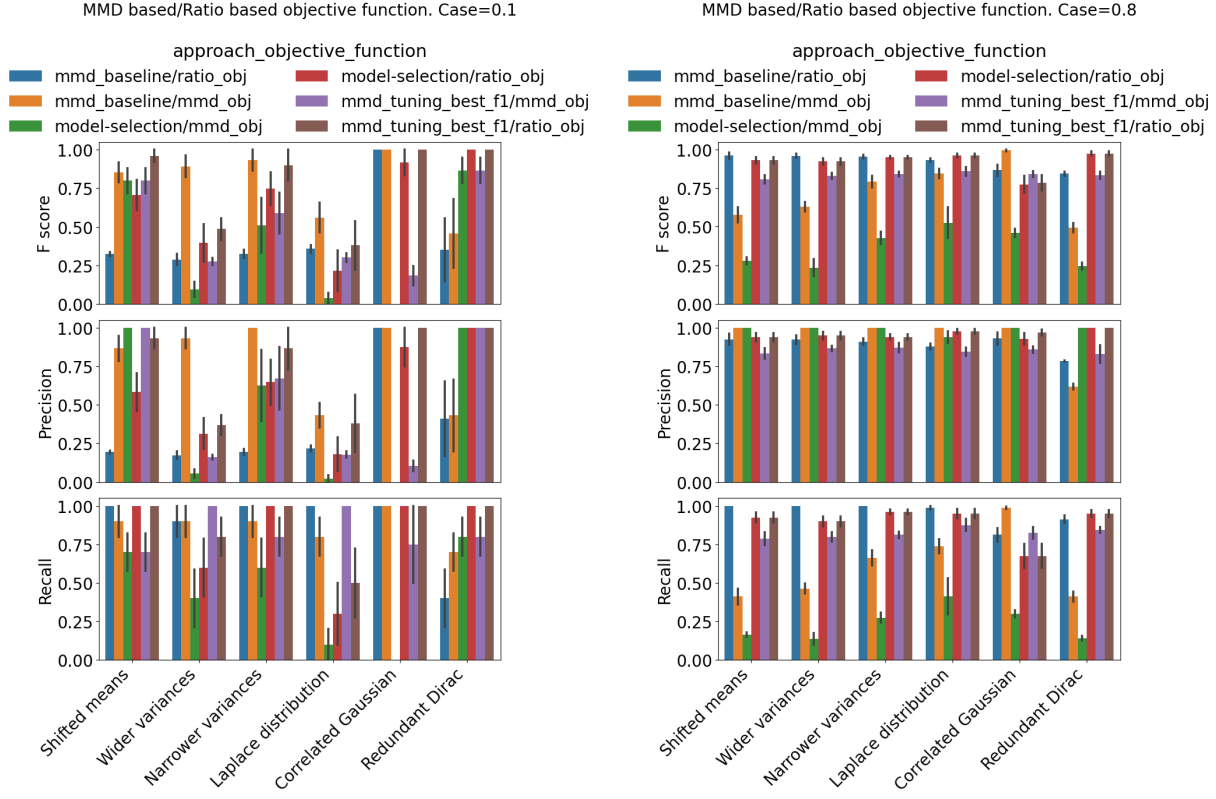 MMD based/Ratio based objective function. Case=0.1
approach_objective_function
mmd_baseline/ratio_obj
mmd_baseline/mmd_obj
model-selection/mmd_obj
model-selection/ratio_obj
mmd_tuning_best_f1/mmd_obj
mmd_tuning_best_f1/ratio_obj
F score
1.00
0.75
0.50
0.25
0.00
Precision
1.00
0.75
0.50
0.25
0.00
Recall
1.00
0.75
0.50
0.25
0.00
Shifted means
Wider variances
Narrower variances
Laplace distribution
Correlated Gaussian
Redundant Dirac
MMD based/Ratio based objective function. Case=0.8
approach_objective_function
mmd_baseline/ratio_obj
mmd_baseline/mmd_obj
model-selection/mmd_obj
model-selection/ratio_obj
mmd_tuning_best_f1/mmd_obj
mmd_tuning_best_f1/ratio_obj
F score
1.00
0.75
0.50
0.25
0.00
Precision
1.00
0.75
0.50
0.25
0.00
Recall
1.00
0.75
0.50
0.25
0.00
Shifted means
Wider variances
Narrower variances
Laplace distribution
Correlated Gaussian
Redundant Dirac